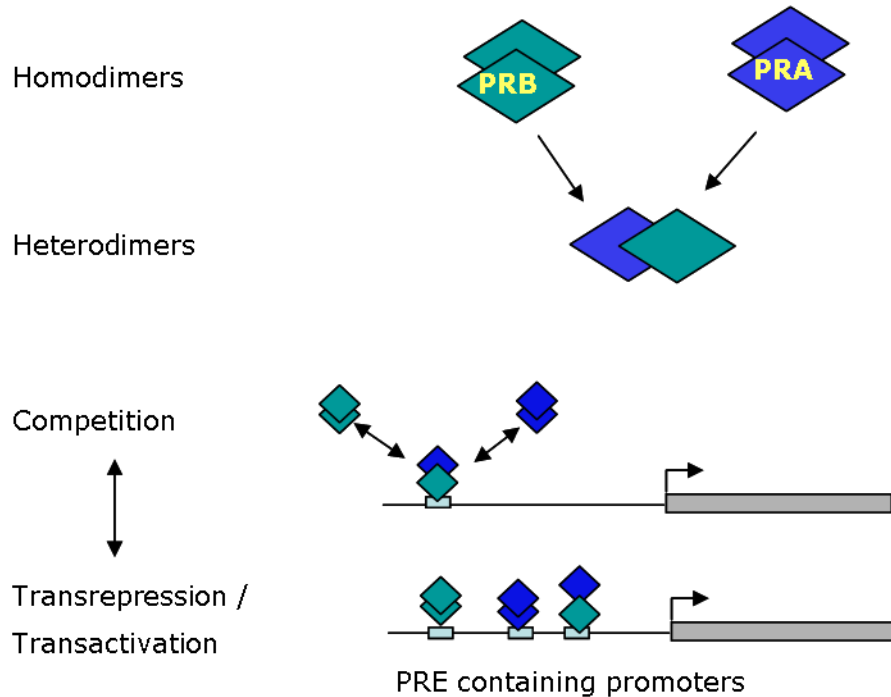 Homodimers
PRB
PRA
Heterodimers
Competition
Transrepression /
Transactivation
PRE containing promoters